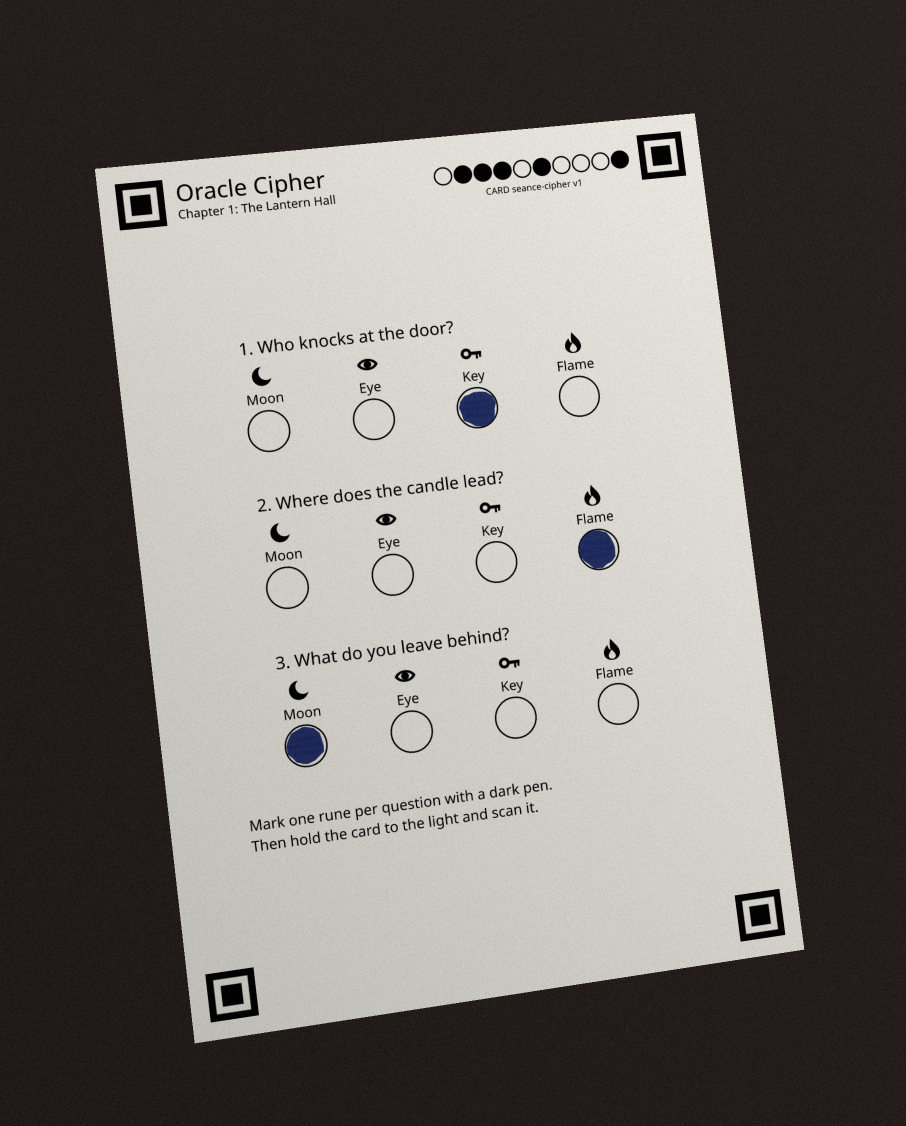 Oracle Cipher
Chapter 1: The Lantern Hall
CARD seance-cipher v1
1. Who knocks at the door?
Moon Eye Key Flame
2. Where does the candle lead?
Moon Eye Key Flame
3. What do you leave behind?
Moon Eye Key Flame
Mark one rune per question with a dark pen.
Then hold the card to the light and scan it.